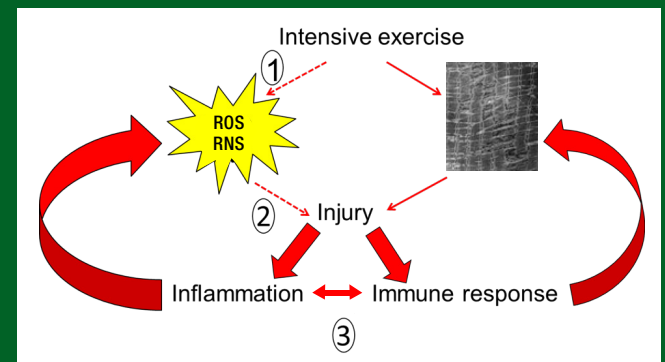 Intensive exercise
①
ROS
RNS
②
Injury
Inflammation
Immune response
③